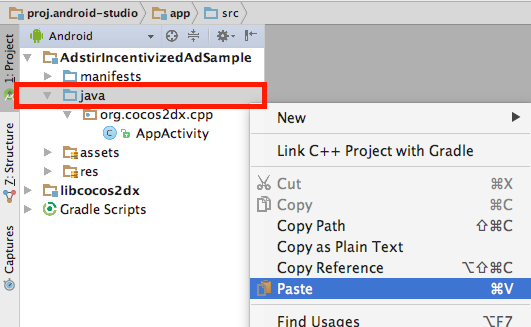 proj.android-studio
app
src
1: Project
Android
AdstirIncentivizedAdSample
manifests
java
org.cocos2dx.cpp
AppActivity
assets
res
libcocos2dx
Gradle Scripts
Z: Structure
Captures
New
Link C++ Project with Gradle
Cut ⌘X
Copy ⌘C
Copy Path ⇧⌘C
Copy as Plain Text
Copy Reference ⌥⇧⌘C
Paste ⌘V
Find Usages ⌥F7